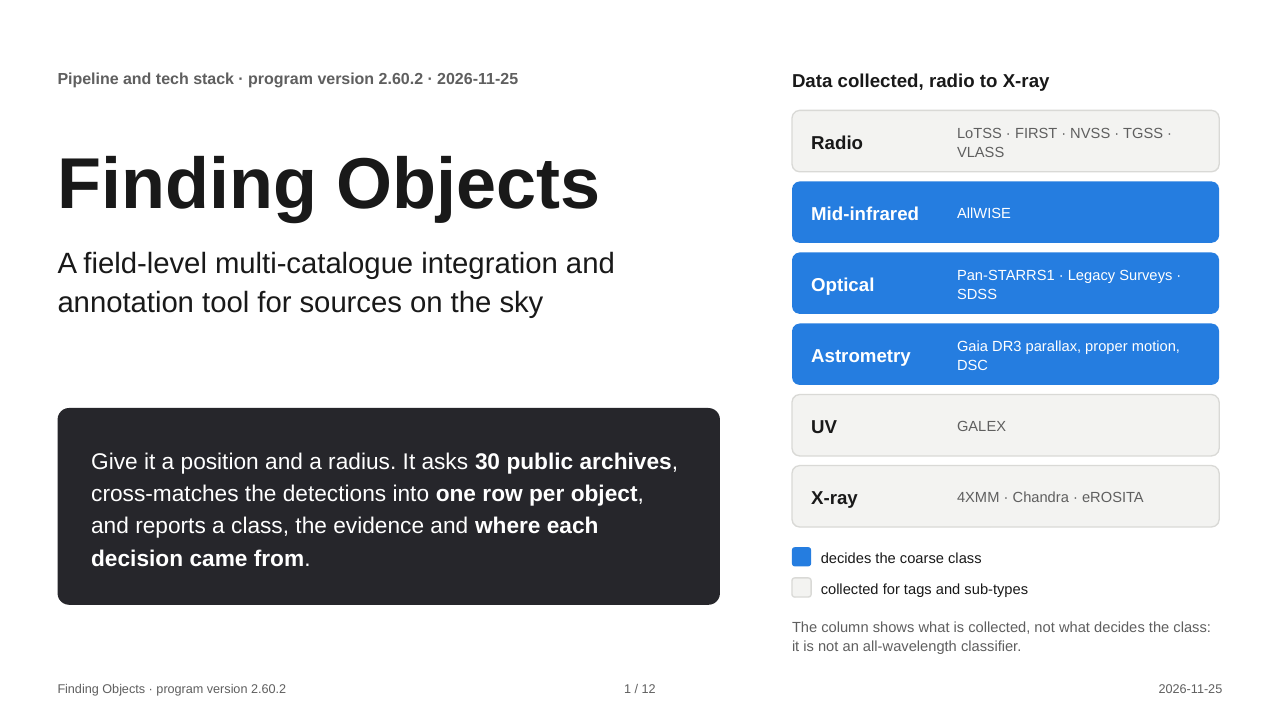 Pipeline and tech stack · program version 2.60.2 · 2026-11-25
Finding Objects
A field-level multi-catalogue integration and
annotation tool for sources on the sky
Give it a position and a radius. It asks 30 public archives,
cross-matches the detections into one row per object,
and reports a class, the evidence and where each
decision came from.
Data collected, radio to X-ray
Radio
LoTSS · FIRST · NVSS · TGSS ·
VLASS
Mid-infrared
AllWISE
Optical
Pan-STARRS1 · Legacy Surveys ·
SDSS
Astrometry
Gaia DR3 parallax, proper motion,
DSC
UV
GALEX
X-ray
4XMM · Chandra · eROSITA
decides the coarse class
collected for tags and sub-types
The column shows what is collected, not what decides the class:
it is not an all-wavelength classifier.
Finding Objects · program version 2.60.2
1 / 12
2026-11-25